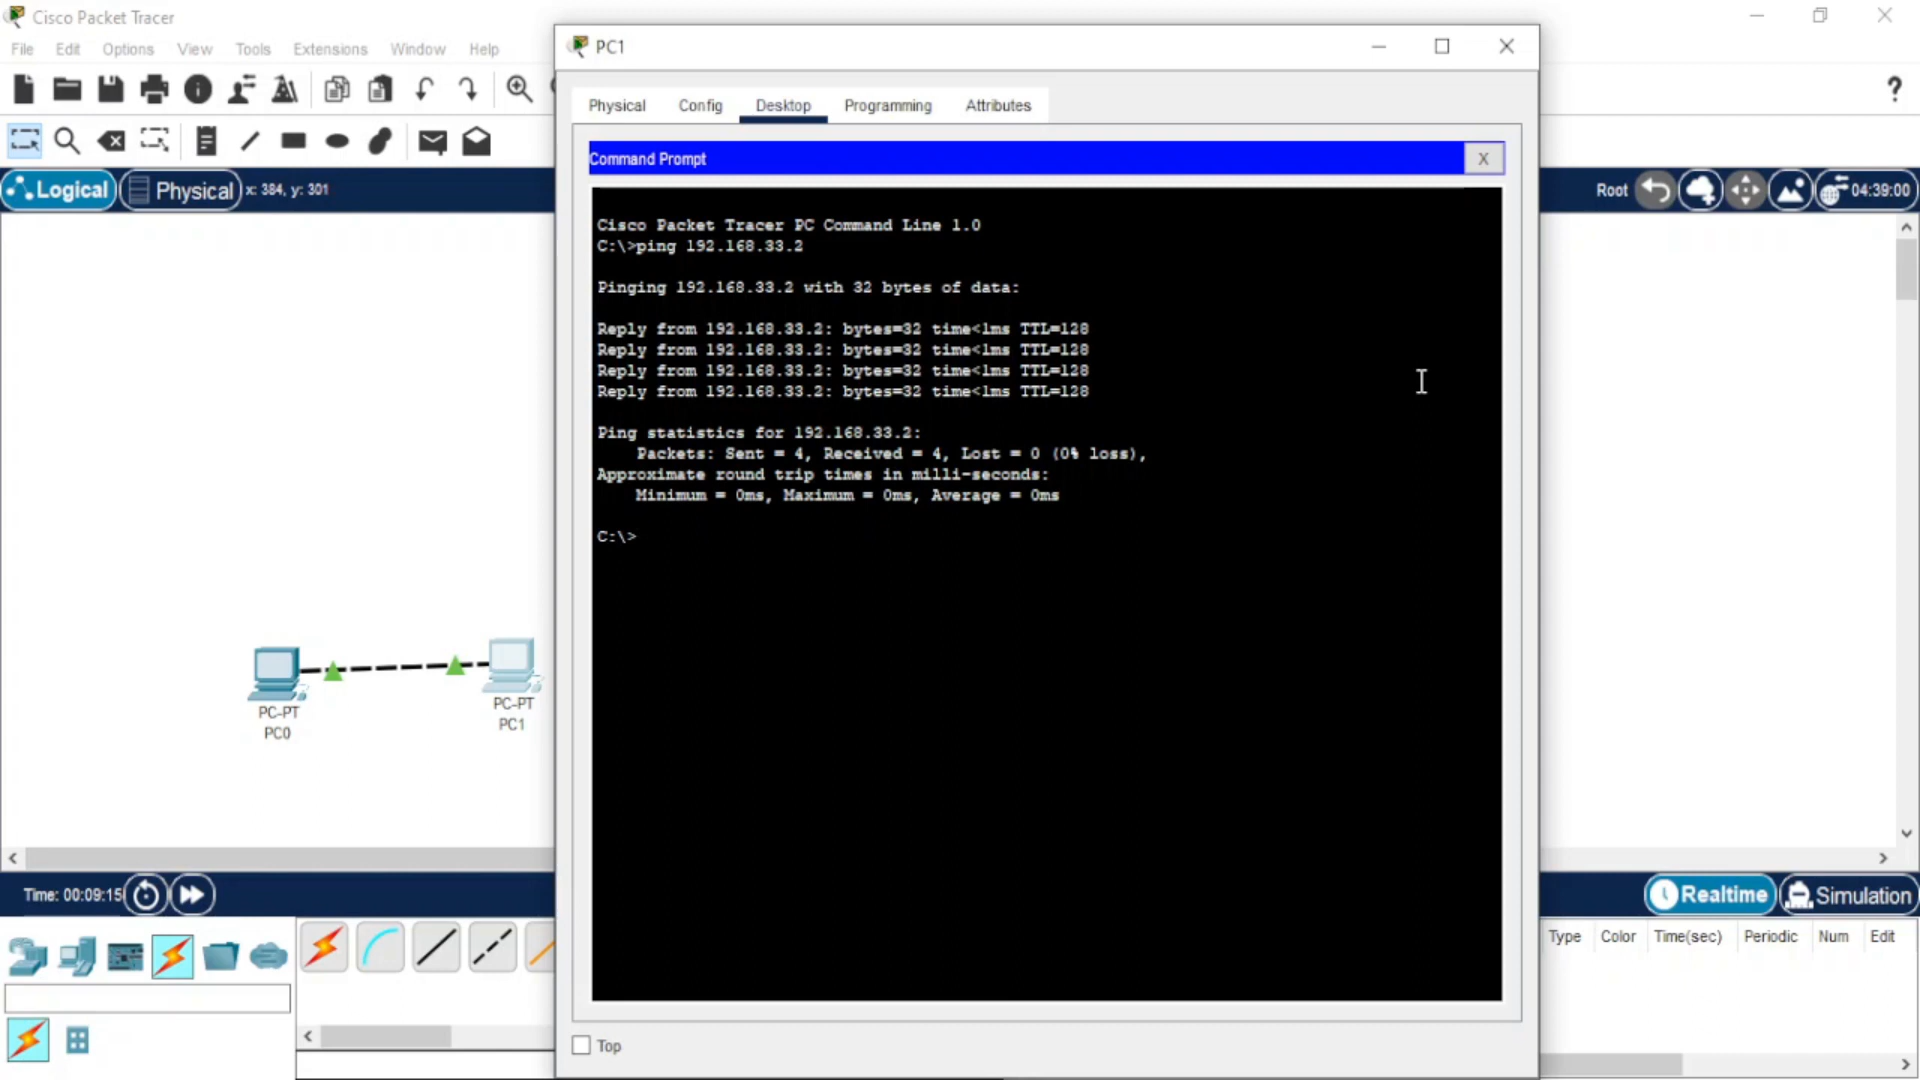 Cisco Packet Tracer
File Edit Options View Tools Extensions Window Help
Logical Physical x: 384, y: 301
Root 04:39:00
PC1
Physical Config Desktop Programming Attributes
Command Prompt X
Cisco Packet Tracer PC Command Line 1.0
C:\>ping 192.168.33.2
Pinging 192.168.33.2 with 32 bytes of data:
Reply from 192.168.33.2: bytes=32 time<1ms TTL=128
Reply from 192.168.33.2: bytes=32 time<1ms TTL=128
Reply from 192.168.33.2: bytes=32 time<1ms TTL=128
Reply from 192.168.33.2: bytes=32 time<1ms TTL=128
Ping statistics for 192.168.33.2:
Packets: Sent = 4, Received = 4, Lost = 0 (0% loss),
Approximate round trip times in milli-seconds:
Minimum = 0ms, Maximum = 0ms, Average = 0ms
C:\>
PC-PT
PC0
PC-PT
PC1
Time: 00:09:15
Realtime Simulation
Type Color Time(sec) Periodic Num Edit
Top